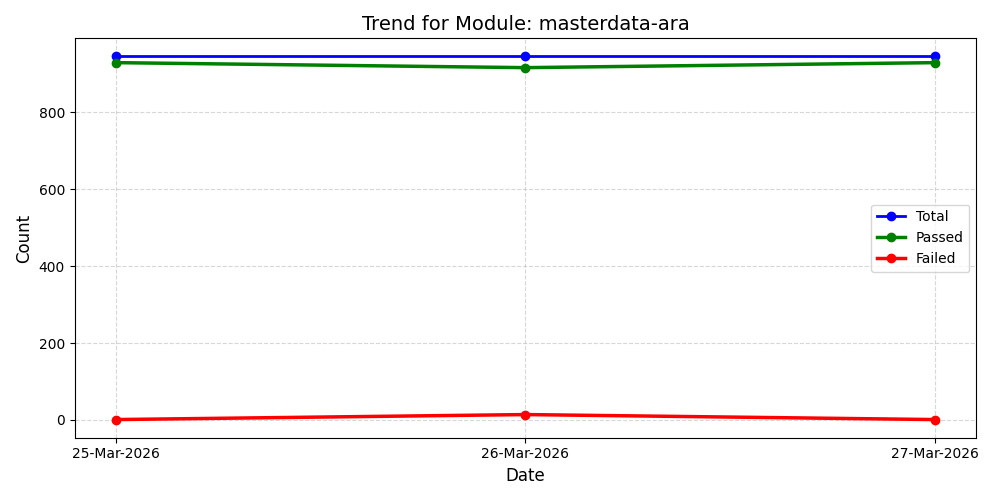 Trend for Module: masterdata-ara
Count
800
600
400
200
0
Total
Passed
Failed
25-Mar-2026
26-Mar-2026
27-Mar-2026
Date